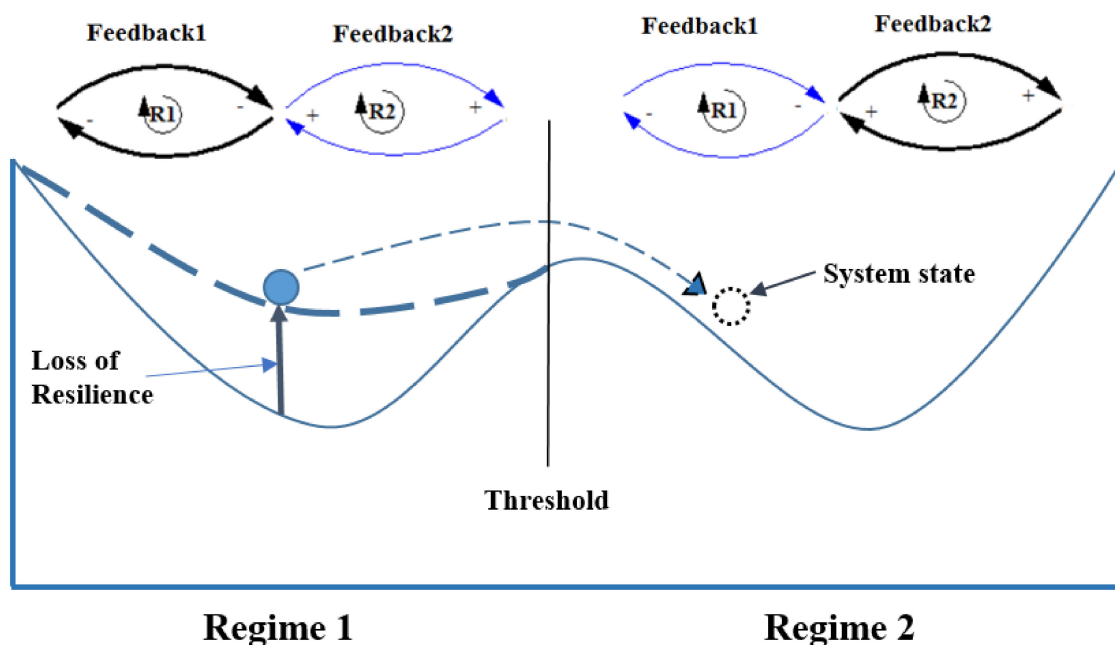 Feedback1
Feedback2
Feedback1
Feedback2
- R1 -
+ R2 +
- R1 -
+ R2 +
System state
Loss of
Resilience
Threshold
Regime 1
Regime 2